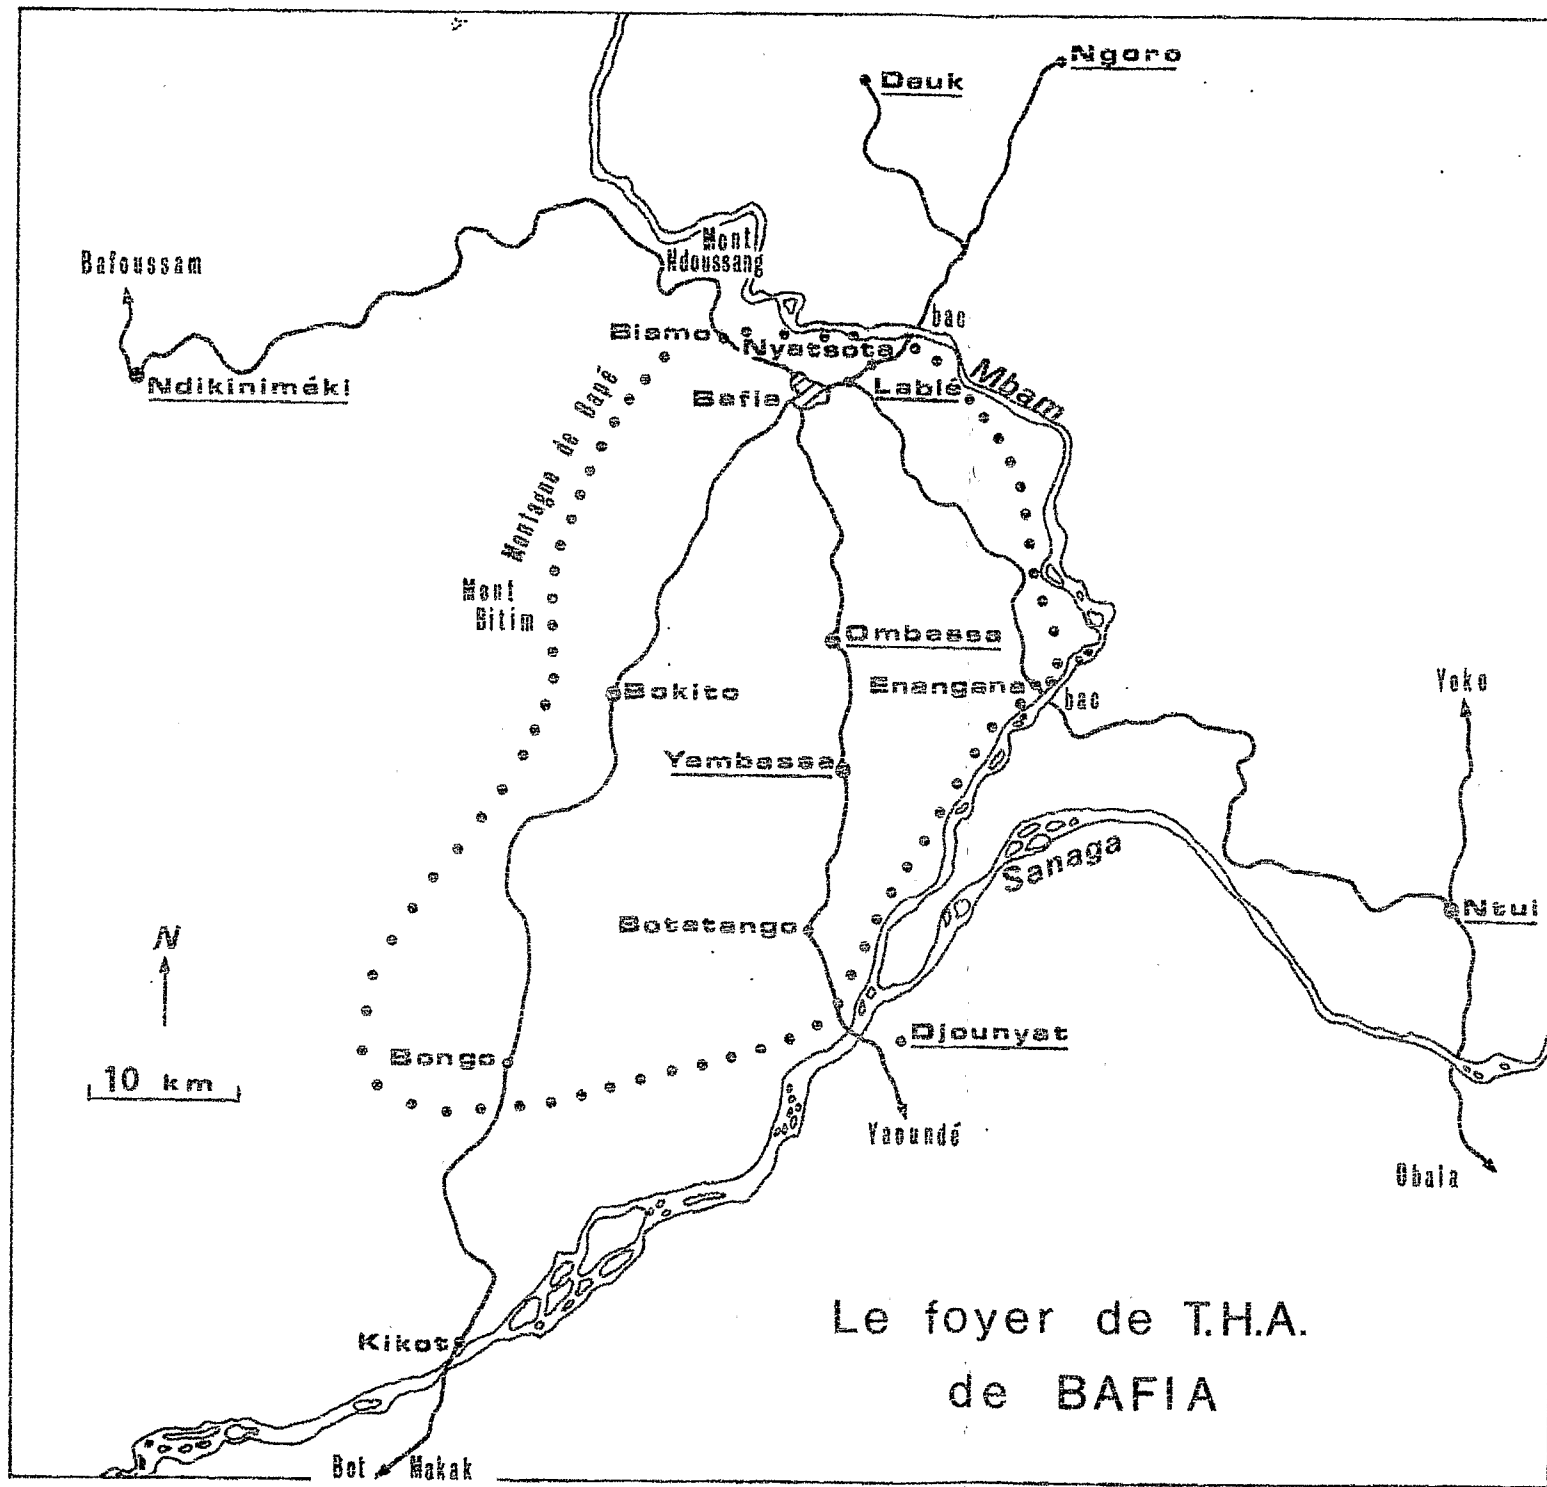 Ngoro
Deuk
Mont
Ndoussang
Bafoussam
bac
Biamo
Nyatsota
Ndikiniméki
Bafia
Lablé
Mbam
Montagne de Bapé
Mont
Bitim
Ombessa
Enangana
Bokito
bac
Yoko
Yambassa
Sanaga
Ntui
Botatango
N
Djounyat
Bongo
10 km
Yaoundé
Obala
Le foyer de T.H.A.
Kikot
de BAFIA
Bot Makak